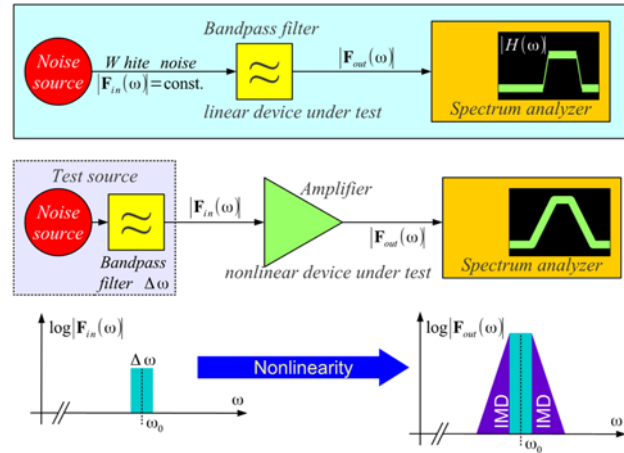 Bandpass filter
Noise source
White noise
|F_in(ω)|=const.
|F_out(ω)|
|H(ω)|
linear device under test
Spectrum analyzer
Test source
Noise source
Bandpass filter Δω
|F_in(ω)|
Amplifier
|F_out(ω)|
nonlinear device under test
Spectrum analyzer
log|F_in(ω)|
Δω
ω
ω₀
Nonlinearity
log|F_out(ω)|
IMD
IMD
ω
ω₀